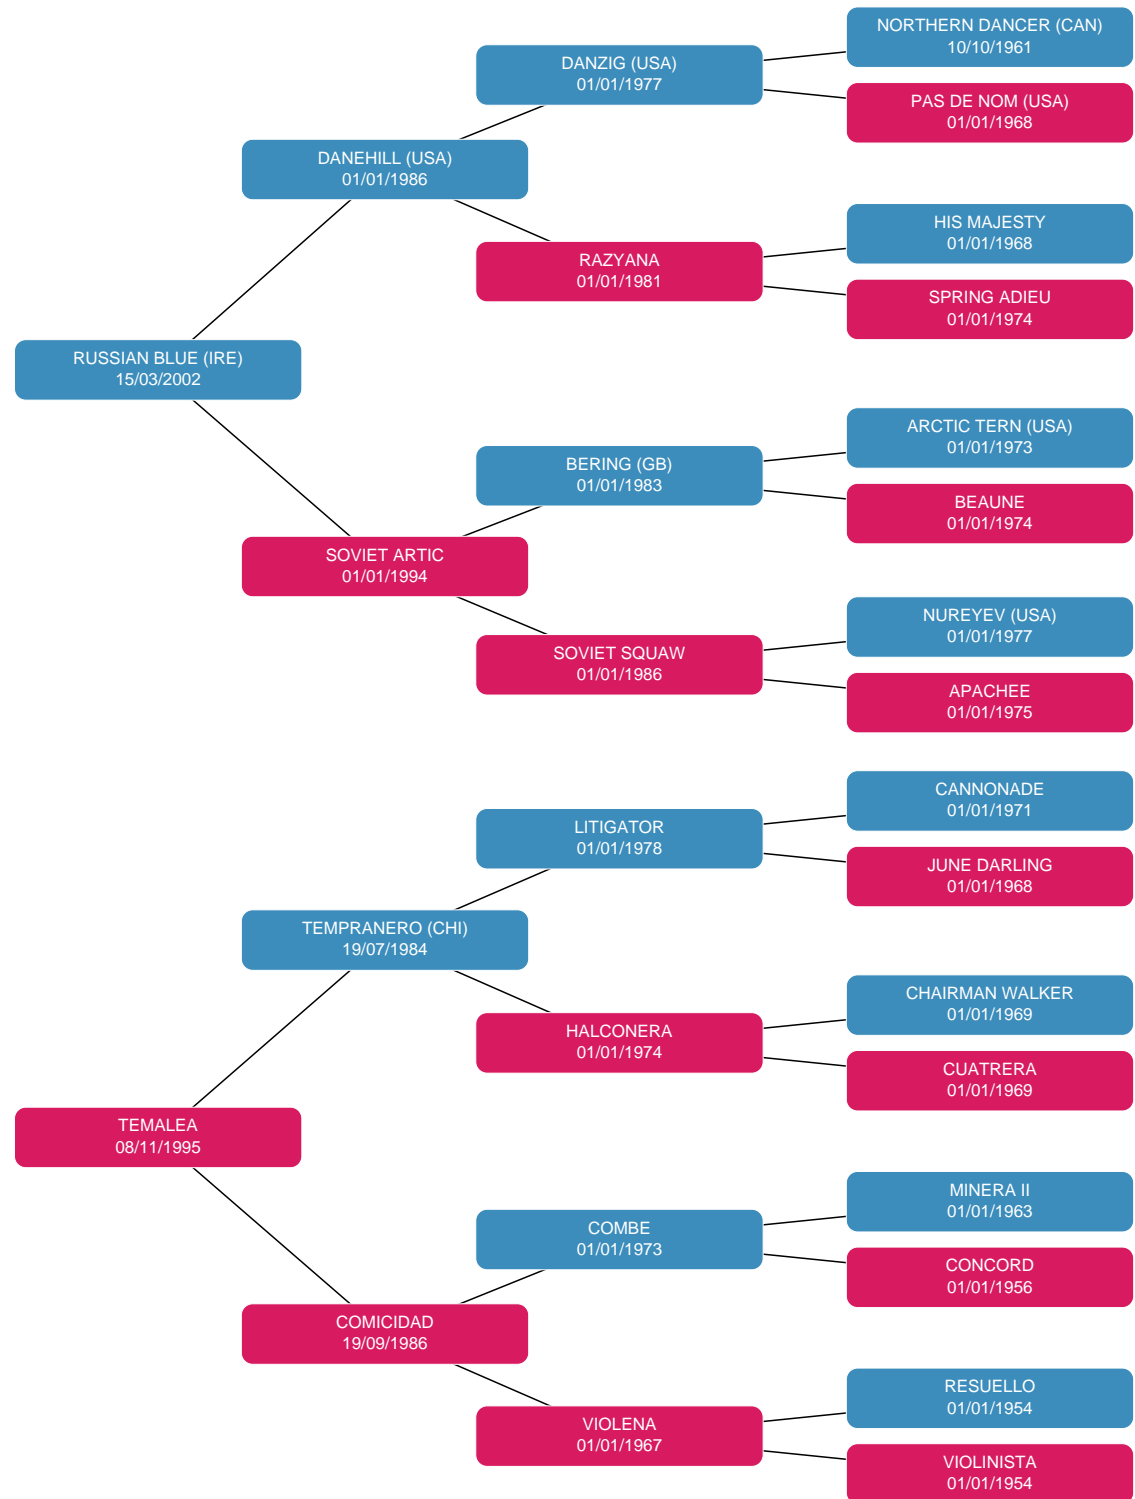 NORTHERN DANCER (CAN)
10/10/1961
DANZIG (USA)
01/01/1977
PAS DE NOM (USA)
01/01/1968
DANEHILL (USA)
01/01/1986
HIS MAJESTY
01/01/1968
RAZYANA
01/01/1981
SPRING ADIEU
01/01/1974
RUSSIAN BLUE (IRE)
15/03/2002
ARCTIC TERN (USA)
01/01/1973
BERING (GB)
01/01/1983
BEAUNE
01/01/1974
SOVIET ARTIC
01/01/1994
NUREYEV (USA)
01/01/1977
SOVIET SQUAW
01/01/1986
APACHEE
01/01/1975
CANNONADE
01/01/1971
LITIGATOR
01/01/1978
JUNE DARLING
01/01/1968
TEMPRANERO (CHI)
19/07/1984
CHAIRMAN WALKER
01/01/1969
HALCONERA
01/01/1974
CUATRERA
01/01/1969
TEMALEA
08/11/1995
MINERA II
01/01/1963
COMBE
01/01/1973
CONCORD
01/01/1956
COMICIDAD
19/09/1986
RESUELLO
01/01/1954
VIOLENA
01/01/1967
VIOLINISTA
01/01/1954